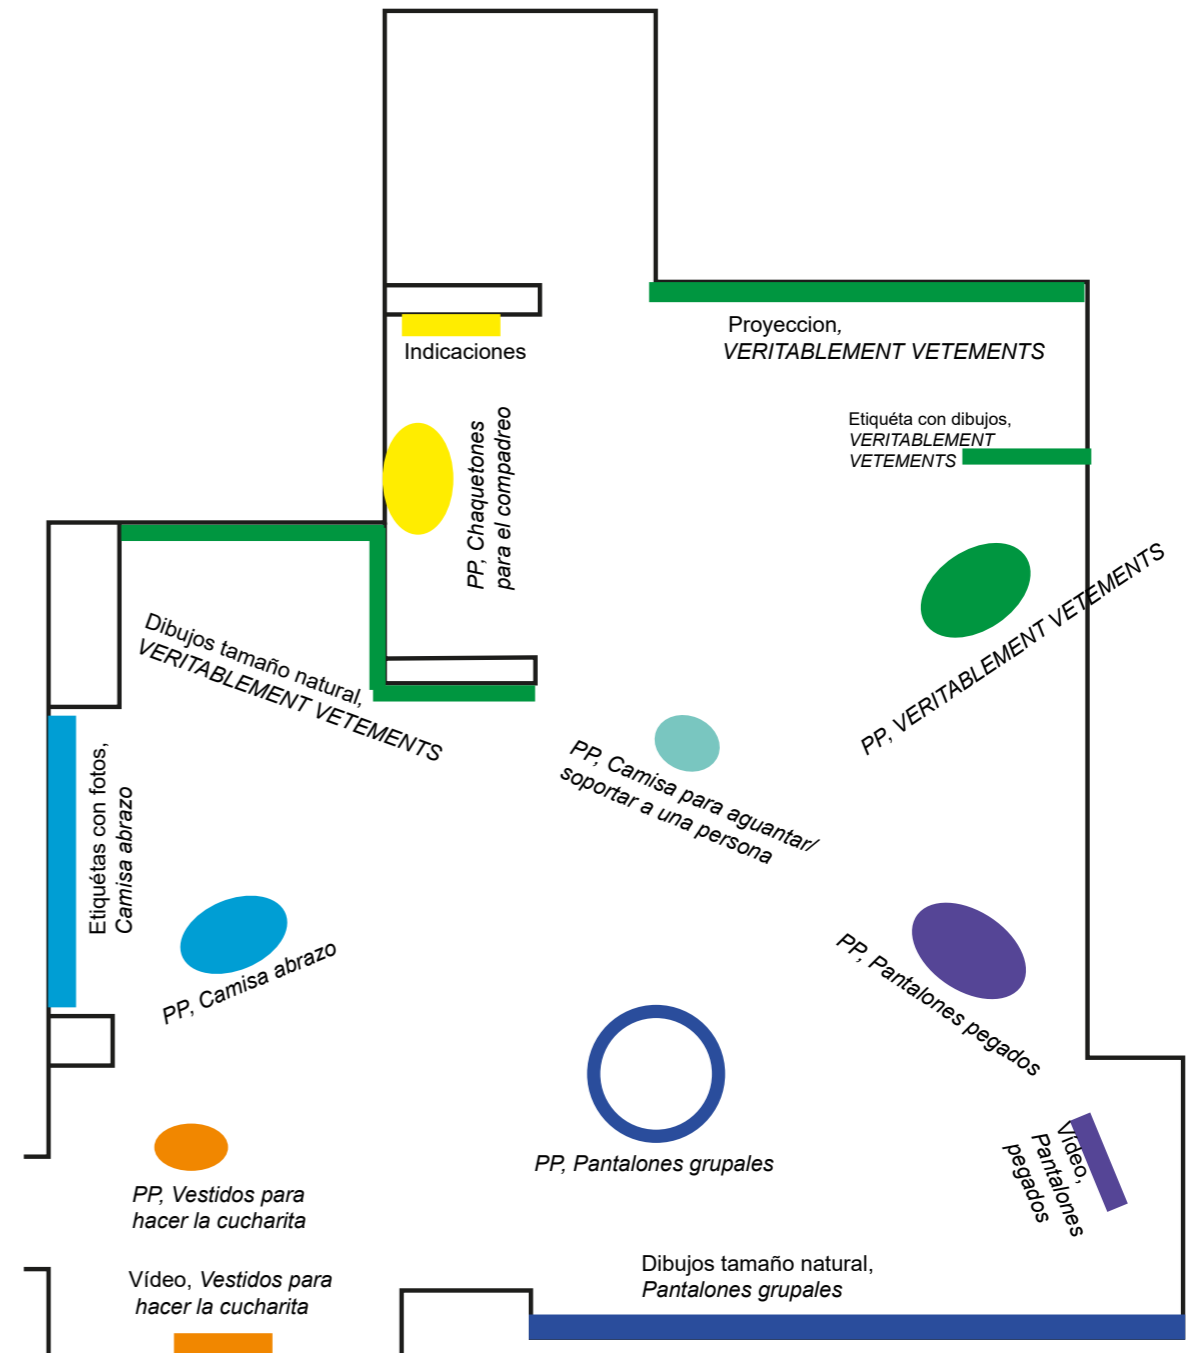 Proyeccion,
VERITABLEMENT VETEMENTS
Indicaciones
Etiquéta con dibujos,
VERITABLEMENT
VETEMENTS
PP, Chaquetones
para el compadreo
PP, VERITABLEMENT VETEMENTS
Dibujos tamaño natural,
VERITABLEMENT VETEMENTS
PP, Camisa para aguantar/
soportar a una persona
Etiquétas con fotos,
Camisa abrazo
PP, Camisa abrazo
PP, Pantalones pegados
PP, Pantalones grupales
Vídeo,
Pantalones
pegados
PP, Vestidos para
hacer la cucharita
Vídeo, Vestidos para
hacer la cucharita
Dibujos tamaño natural,
Pantalones grupales